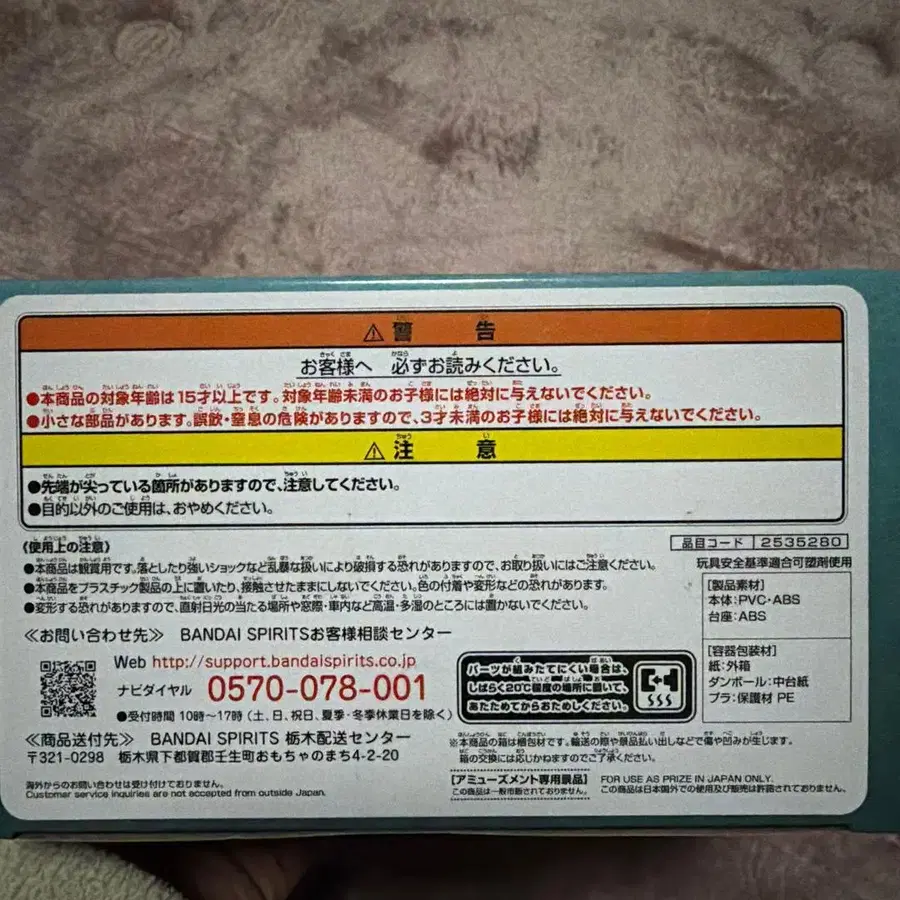 ⚠警 告
お客様へ 必ずお読みください。
●本商品の対象年齢は15才以上です。対象年齢未満のお子様には絶対に与えないでください。
●小さな部品があります。誤飲・窒息の危険がありますので、3才未満のお子様には絶対に与えないでください。
⚠注 意
●先端が尖っている箇所がありますので、注意してください。
●目的以外のご使用は、おやめください。
《使用上の注意》
●本商品は観賞用です。落としたり強いショックなど乱暴な扱いにより破損する恐れがありますので、お取り扱いにはご注意ください。
●本商品をプラスチック製品の上に置いたり、接触させたままにしないでください。色の付着や変形などの恐れがあります。
●変形する恐れがありますので、直射日光の当たる場所や窓際・車内など高温・多湿のところには置かないでください。
品目コード 2535280
玩具安全基準適合可塑剤使用
[製品素材]
本体:PVC・ABS
台座:ABS
[容器包装材]
紙:外箱
ダンボール:中台紙
プラ:保護材 PE
≪お問い合わせ先≫ BANDAI SPIRITSお客様相談センター
Web http://support.bandaispirits.co.jp
ナビダイヤル 0570-078-001
●受付時間 10時〜17時(土、日、祝日、夏季・冬季休業日を除く)
パーツが組みたてにくい場合は、
しばらく20℃程度の場所に置いて、
あたためてからおためしください。
≪商品送付先≫ BANDAI SPIRITS 栃木配送センター
〒321-0298 栃木県下都賀郡壬生町おもちゃのまち4-2-20
※本商品の箱は梱包材です。輸送の際や景品払い出しなどで傷や凹みが生じます。
箱の交換には応じかねますのでご了承ください。
海外からのお問い合わせは受け付けておりません。
Customer service inquiries are not accepted from outside Japan.
[アミューズメント専用景品]
この商品は一般市販されておりません。
FOR USE AS PRIZE IN JAPAN ONLY.
この商品は日本国外での使用及び販売は許諾されておりません。